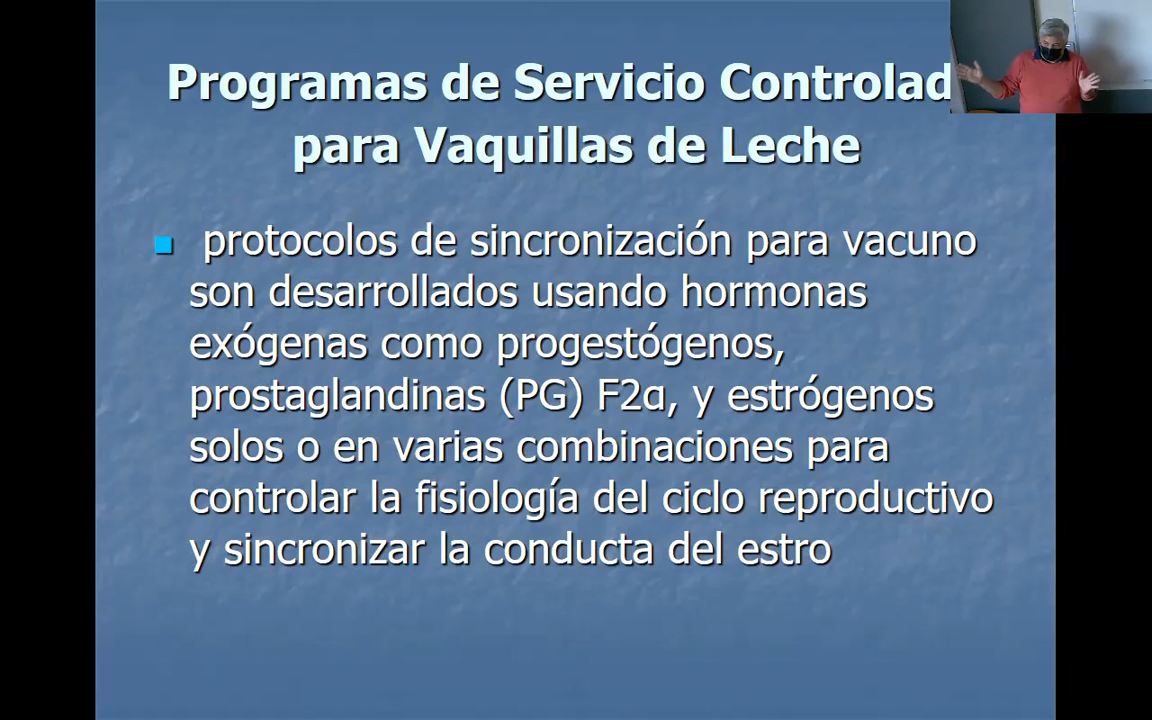 Programas de Servicio Controlad
para Vaquillas de Leche
protocolos de sincronización para vacuno
son desarrollados usando hormonas
exógenas como progestógenos,
prostaglandinas (PG) F2α, y estrógenos
solos o en varias combinaciones para
controlar la fisiología del ciclo reproductivo
y sincronizar la conducta del estro